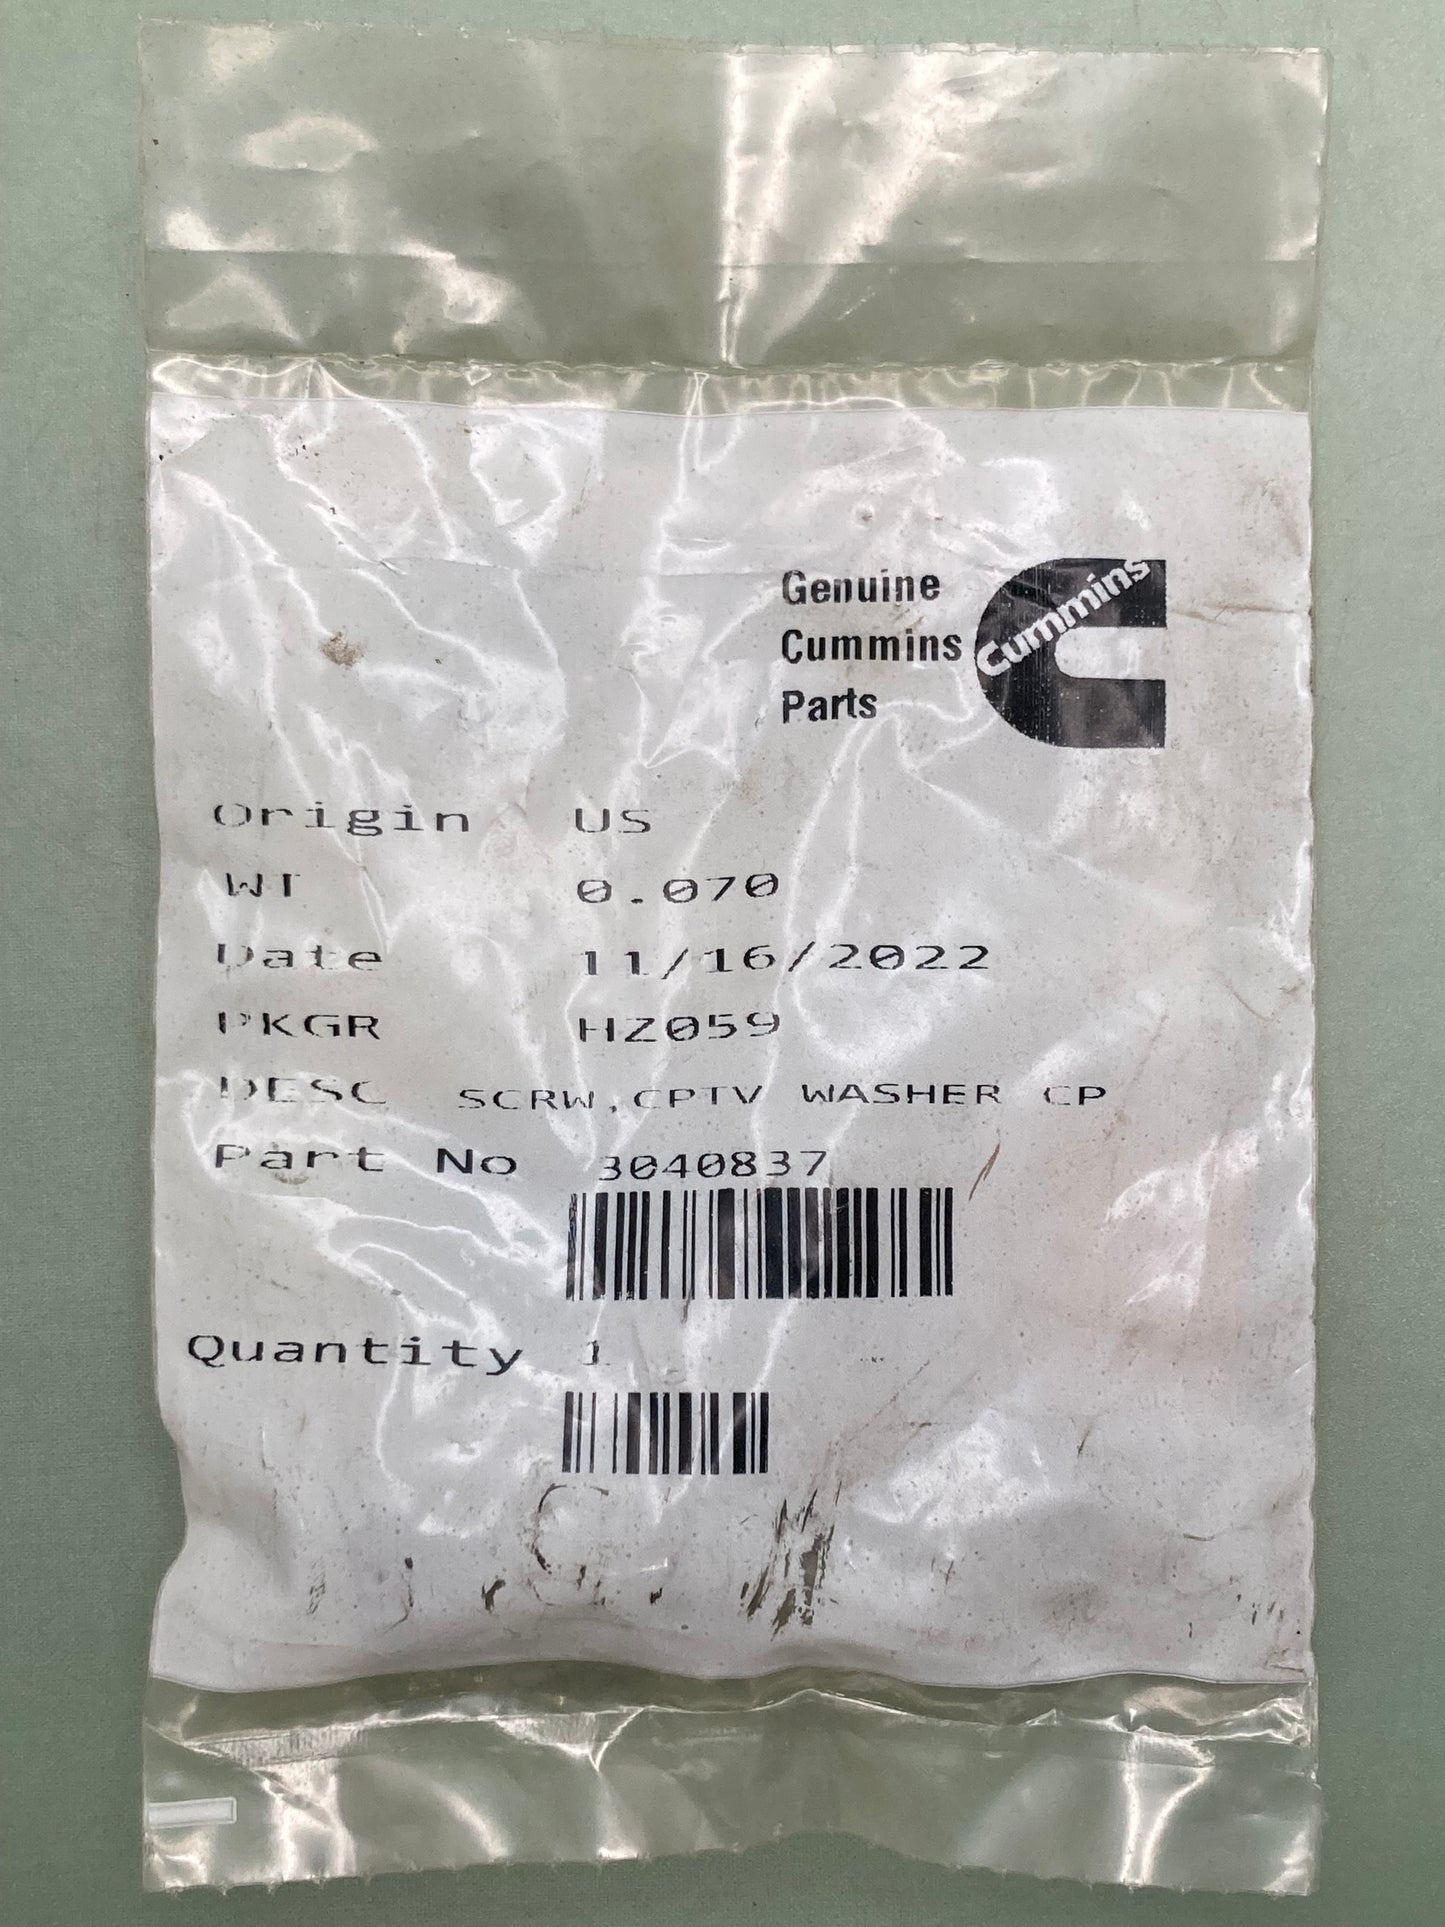 Genuine
Cummins
Parts
Cummins
Origin US
WT 0.070
Date 11/16/2022
PKGR HZ059
DESC SCRW,CPTV WASHER CP
Part No 3040837
Quantity 1